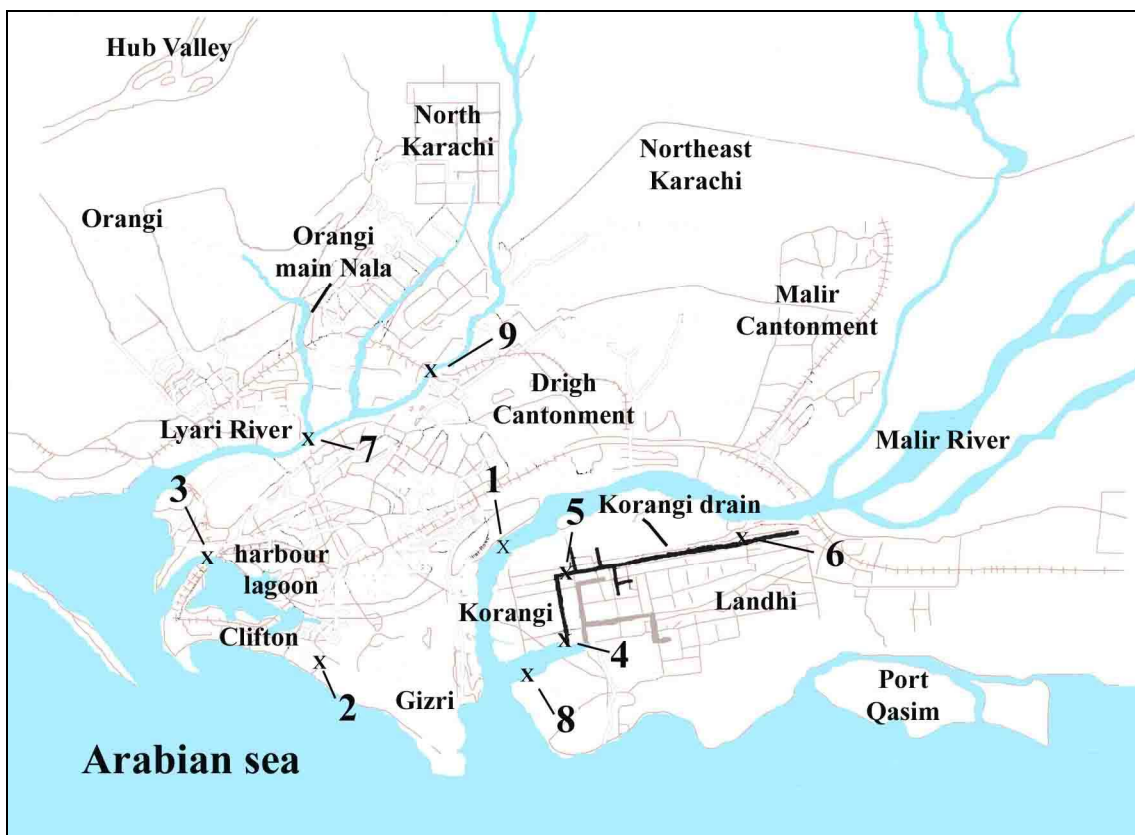 Hub Valley
North
Karachi
Northeast
Karachi
Orangi
Orangi
main Nala
Malir
Cantonment
9
Drigh
Cantonment
Lyari River
7
Malir River
3
1
5
Korangi drain
6
harbour
lagoon
Korangi
Landhi
Clifton
4
2
Gizri
8
Port
Qasim
Arabian sea
x
x
x
x
x
x
x
x
x